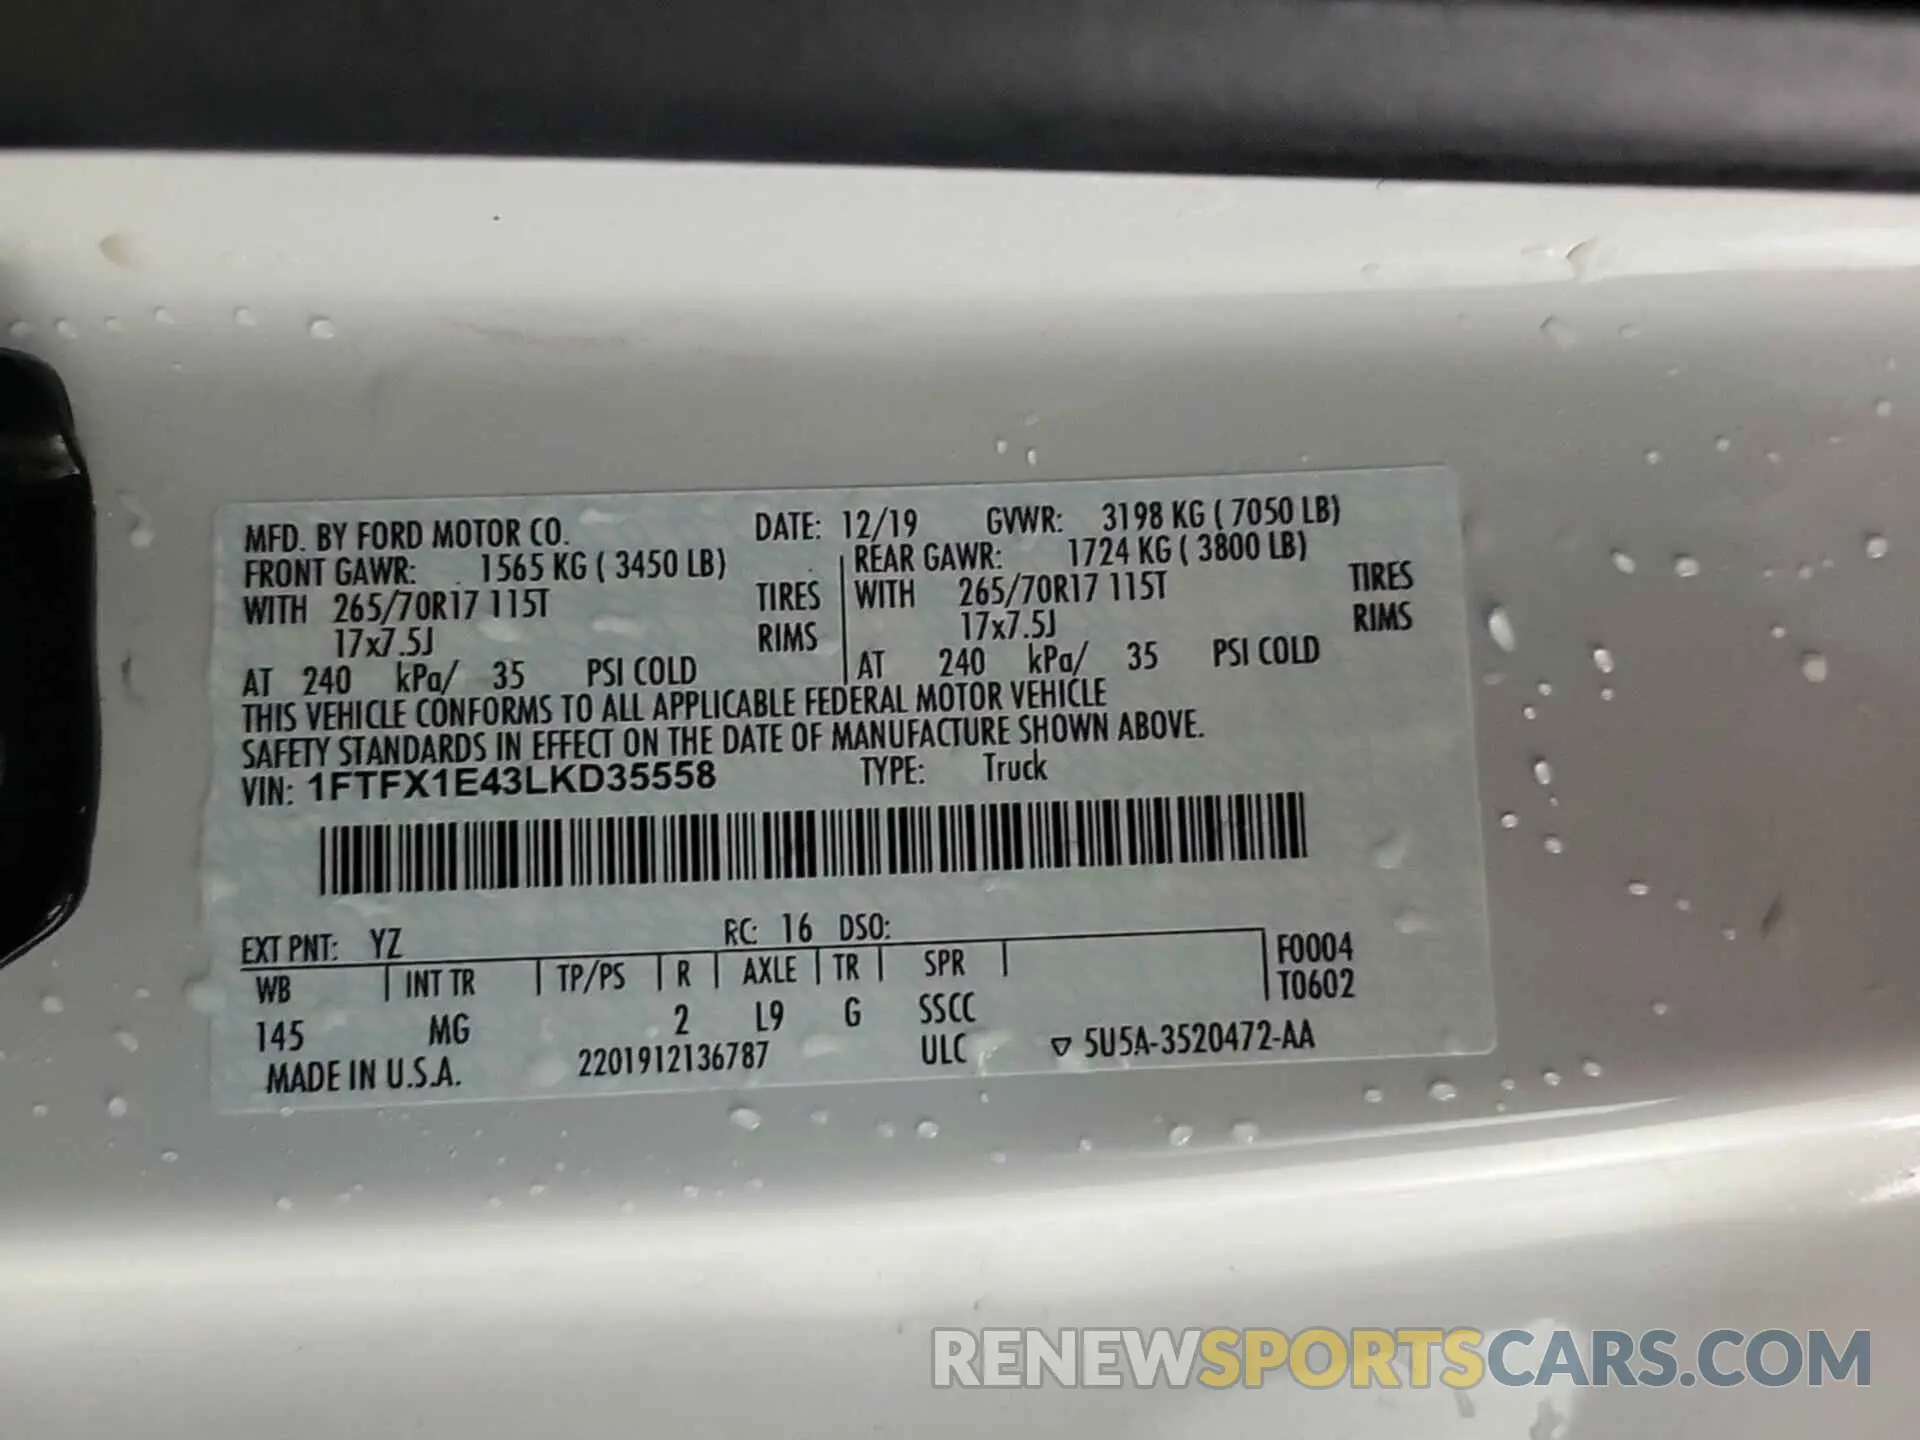 MFD. BY FORD MOTOR CO. DATE: 12/19 GVWR: 3198 KG ( 7050 LB)
FRONT GAWR: 1565 KG ( 3450 LB) REAR GAWR: 1724 KG ( 3800 LB)
WITH 265/70R17 115T TIRES WITH 265/70R17 115T TIRES
17x7.5J RIMS 17x7.5J RIMS
AT 240 kPa/ 35 PSI COLD AT 240 kPa/ 35 PSI COLD
THIS VEHICLE CONFORMS TO ALL APPLICABLE FEDERAL MOTOR VEHICLE
SAFETY STANDARDS IN EFFECT ON THE DATE OF MANUFACTURE SHOWN ABOVE.
VIN: 1FTFX1E43LKD35558 TYPE: Truck
EXT PNT: YZ RC: 16 DSO:
WB INT TR TP/PS R AXLE TR SPR F0004
T0602
145 MG 2 L9 G SSCC
MADE IN U.S.A. 2201912136787 ULC ▽ 5U5A-3520472-AA
RENEWSPORTSCARS.COM